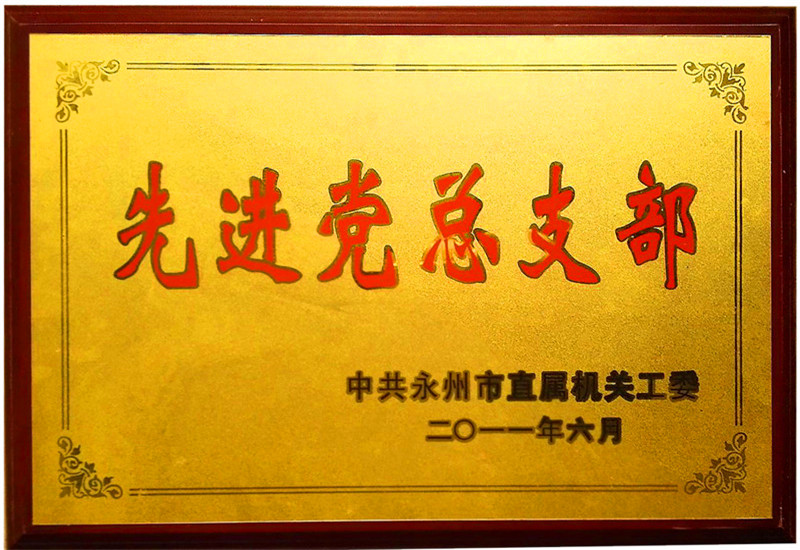 先进党总支部
中共永州市直属机关工委
二〇一一年六月